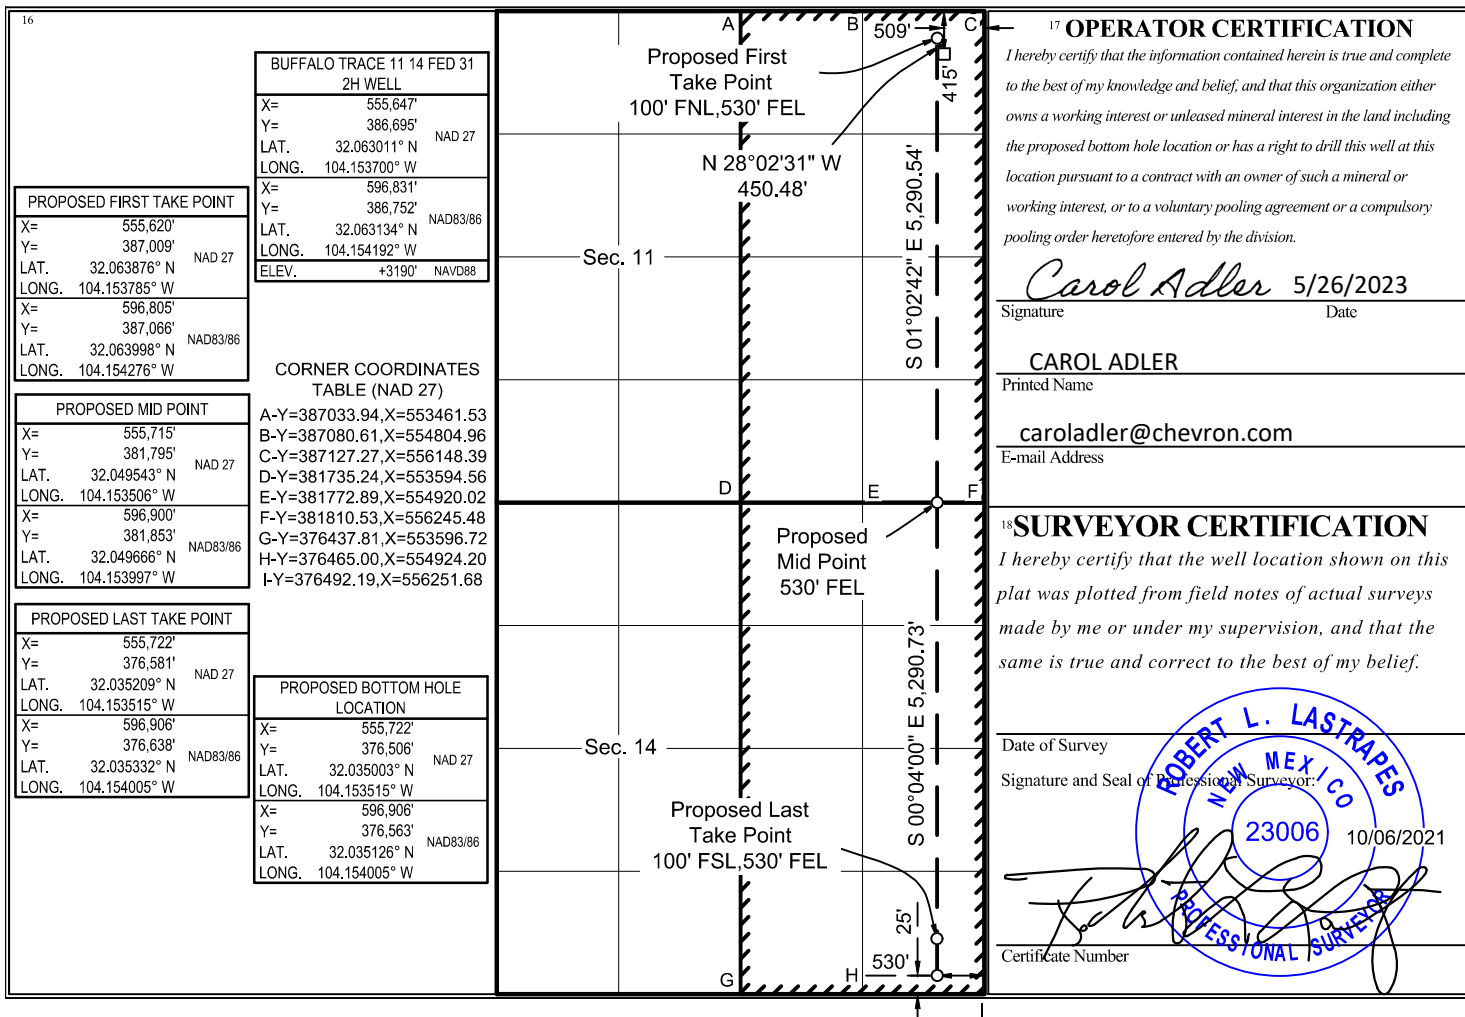 16
BUFFALO TRACE 11 14 FED 31
2H WELL
X= 555,647'
Y= 386,695'
LAT. 32.063011° N
LONG. 104.153700° W
NAD 27
X= 596,831'
Y= 386,752'
LAT. 32.063134° N
LONG. 104.154192° W
NAD83/86
ELEV. +3190' NAVD88
PROPOSED FIRST TAKE POINT
X= 555,620'
Y= 387,009'
LAT. 32.063876° N
LONG. 104.153785° W
NAD 27
X= 596,805'
Y= 387,066'
LAT. 32.063998° N
LONG. 104.154276° W
NAD83/86
PROPOSED MID POINT
X= 555,715'
Y= 381,795'
LAT. 32.049543° N
LONG. 104.153506° W
NAD 27
X= 596,900'
Y= 381,853'
LAT. 32.049666° N
LONG. 104.153997° W
NAD83/86
PROPOSED LAST TAKE POINT
X= 555,722'
Y= 376,581'
LAT. 32.035209° N
LONG. 104.153515° W
NAD 27
X= 596,906'
Y= 376,638'
LAT. 32.035332° N
LONG. 104.154005° W
NAD83/86
CORNER COORDINATES
TABLE (NAD 27)
A-Y=387033.94,X=553461.53
B-Y=387080.61,X=554804.96
C-Y=387127.27,X=556148.39
D-Y=381735.24,X=553594.56
E-Y=381772.89,X=554920.02
F-Y=381810.53,X=556245.48
G-Y=376437.81,X=553596.72
H-Y=376465.00,X=554924.20
I-Y=376492.19,X=556251.68
PROPOSED BOTTOM HOLE
LOCATION
X= 555,722'
Y= 376,506'
LAT. 32.035003° N
LONG. 104.153515° W
NAD 27
X= 596,906'
Y= 376,563'
LAT. 32.035126° N
LONG. 104.154005° W
NAD83/86
A
B
C
509'
415'
Proposed First
Take Point
100' FNL,530' FEL
N 28°02'31" W
450.48'
S 01°02'42" E 5,290.54'
Sec. 11
D
E
F
Proposed
Mid Point
530' FEL
S 00°04'00" E 5,290.73'
Sec. 14
Proposed Last
Take Point
100' FSL,530' FEL
25'
530'
G
H
17 OPERATOR CERTIFICATION
I hereby certify that the information contained herein is true and complete
to the best of my knowledge and belief, and that this organization either
owns a working interest or unleased mineral interest in the land including
the proposed bottom hole location or has a right to drill this well at this
location pursuant to a contract with an owner of such a mineral or
working interest, or to a voluntary pooling agreement or a compulsory
pooling order heretofore entered by the division.
Carol Adler 5/26/2023
Signature Date
CAROL ADLER
Printed Name
caroladler@chevron.com
E-mail Address
18 SURVEYOR CERTIFICATION
I hereby certify that the well location shown on this
plat was plotted from field notes of actual surveys
made by me or under my supervision, and that the
same is true and correct to the best of my belief.
Date of Survey
Signature and Seal of Professional Surveyor:
ROBERT L. LASTRAPES
NEW MEXICO
23006
10/06/2021
PROFESSIONAL SURVEYOR
Certificate Number